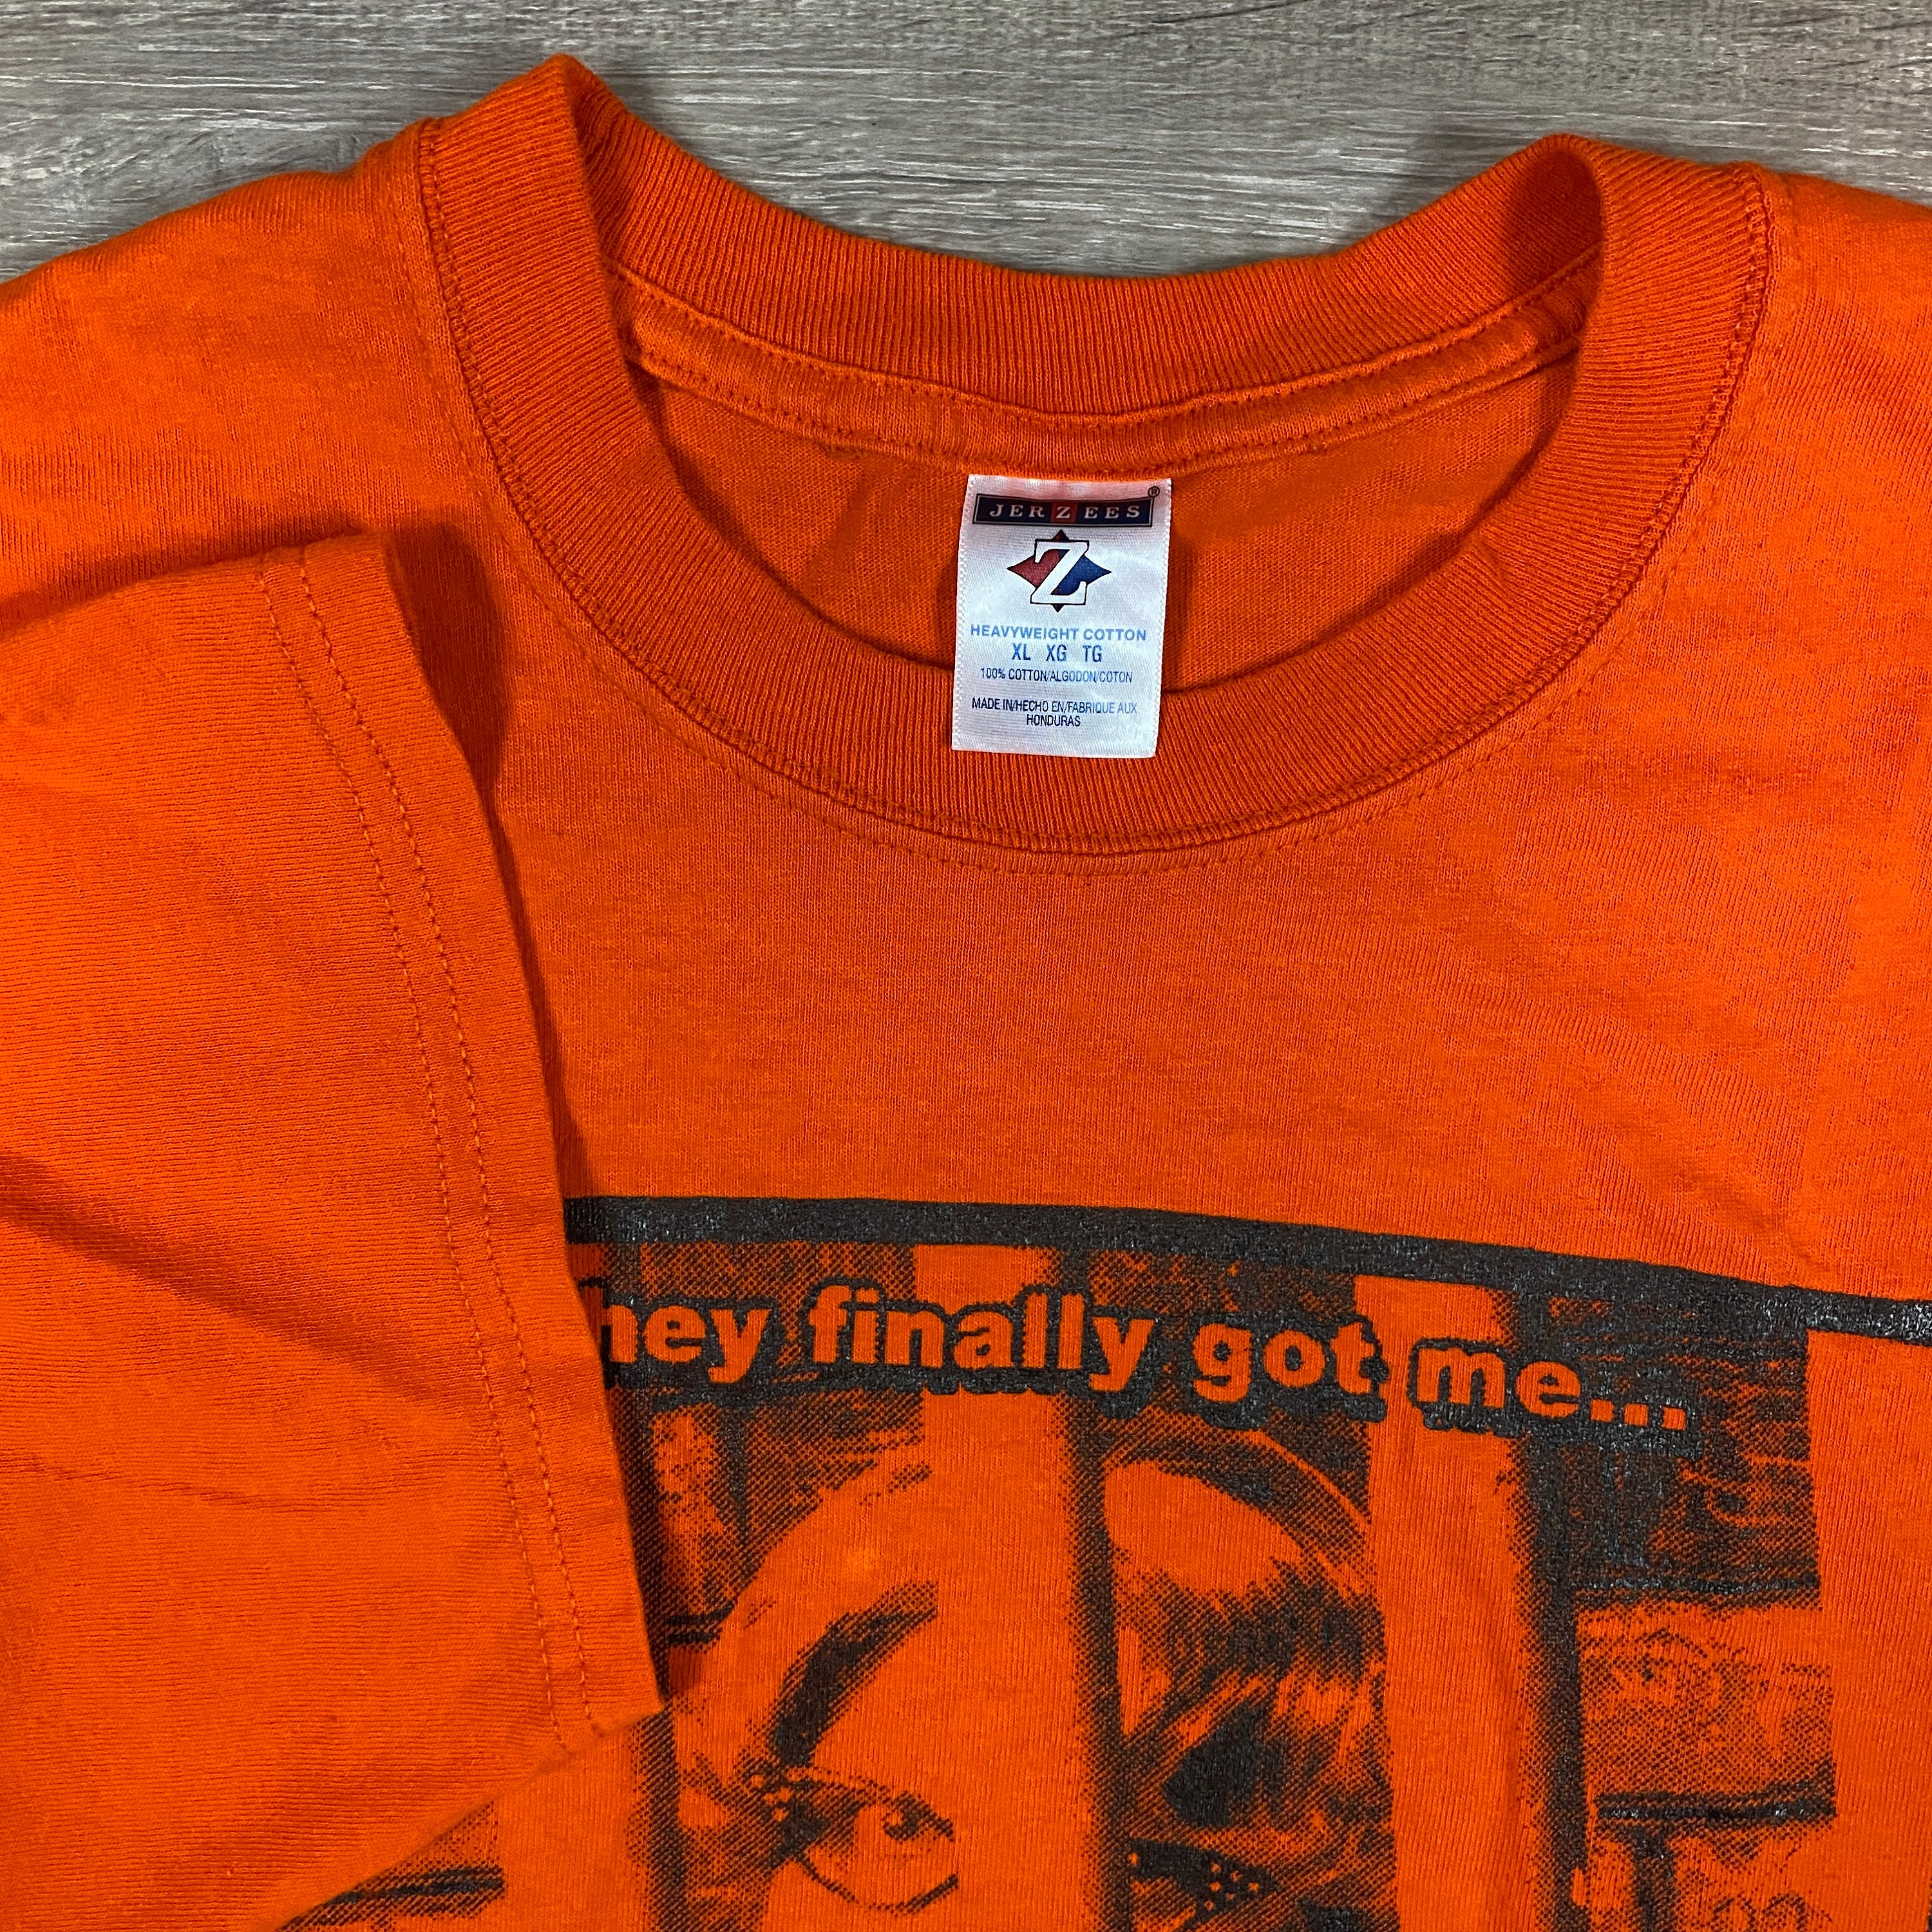 JERZEES®
Z
HEAVYWEIGHT COTTON
XL XG TG
100% COTTON/ALGODON/COTON
MADE IN/HECHO EN/FABRIQUE AUX
HONDURAS
hey finally got me...